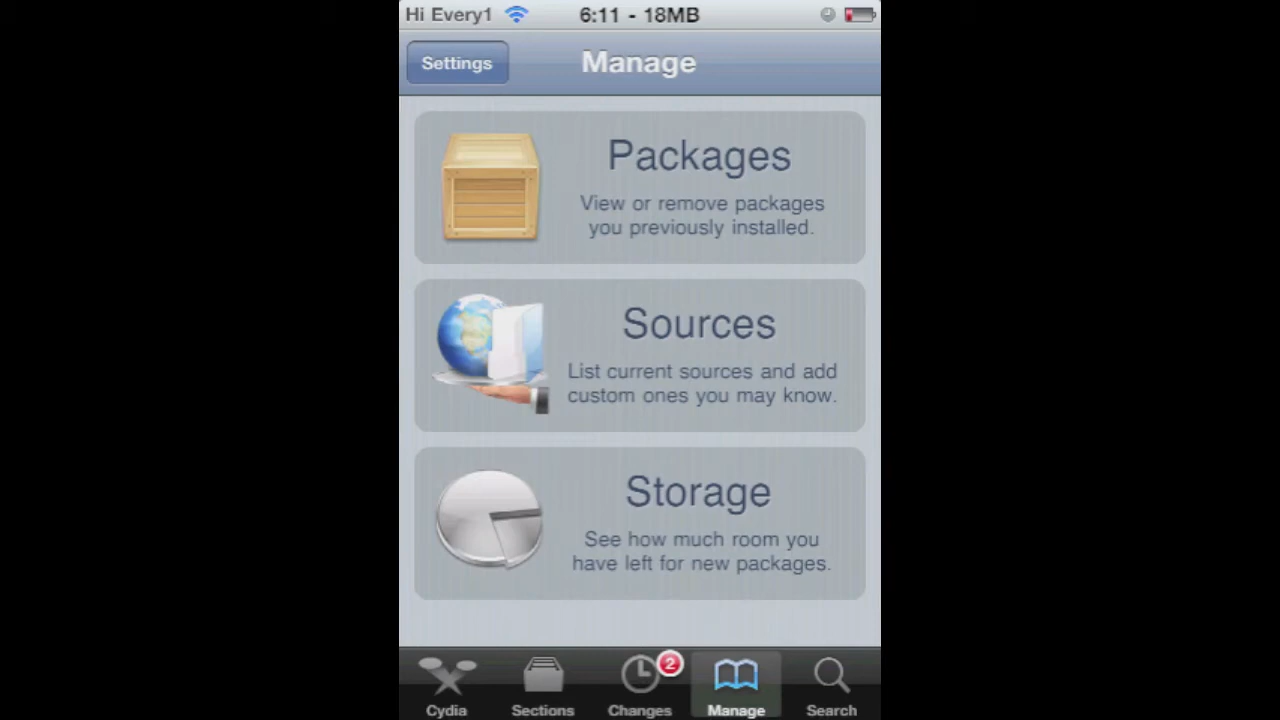 Hi Every1 6:11 - 18MB
Settings Manage
Packages
View or remove packages
you previously installed.
Sources
List current sources and add
custom ones you may know.
Storage
See how much room you
have left for new packages.
2
Cydia Sections Changes Manage Search